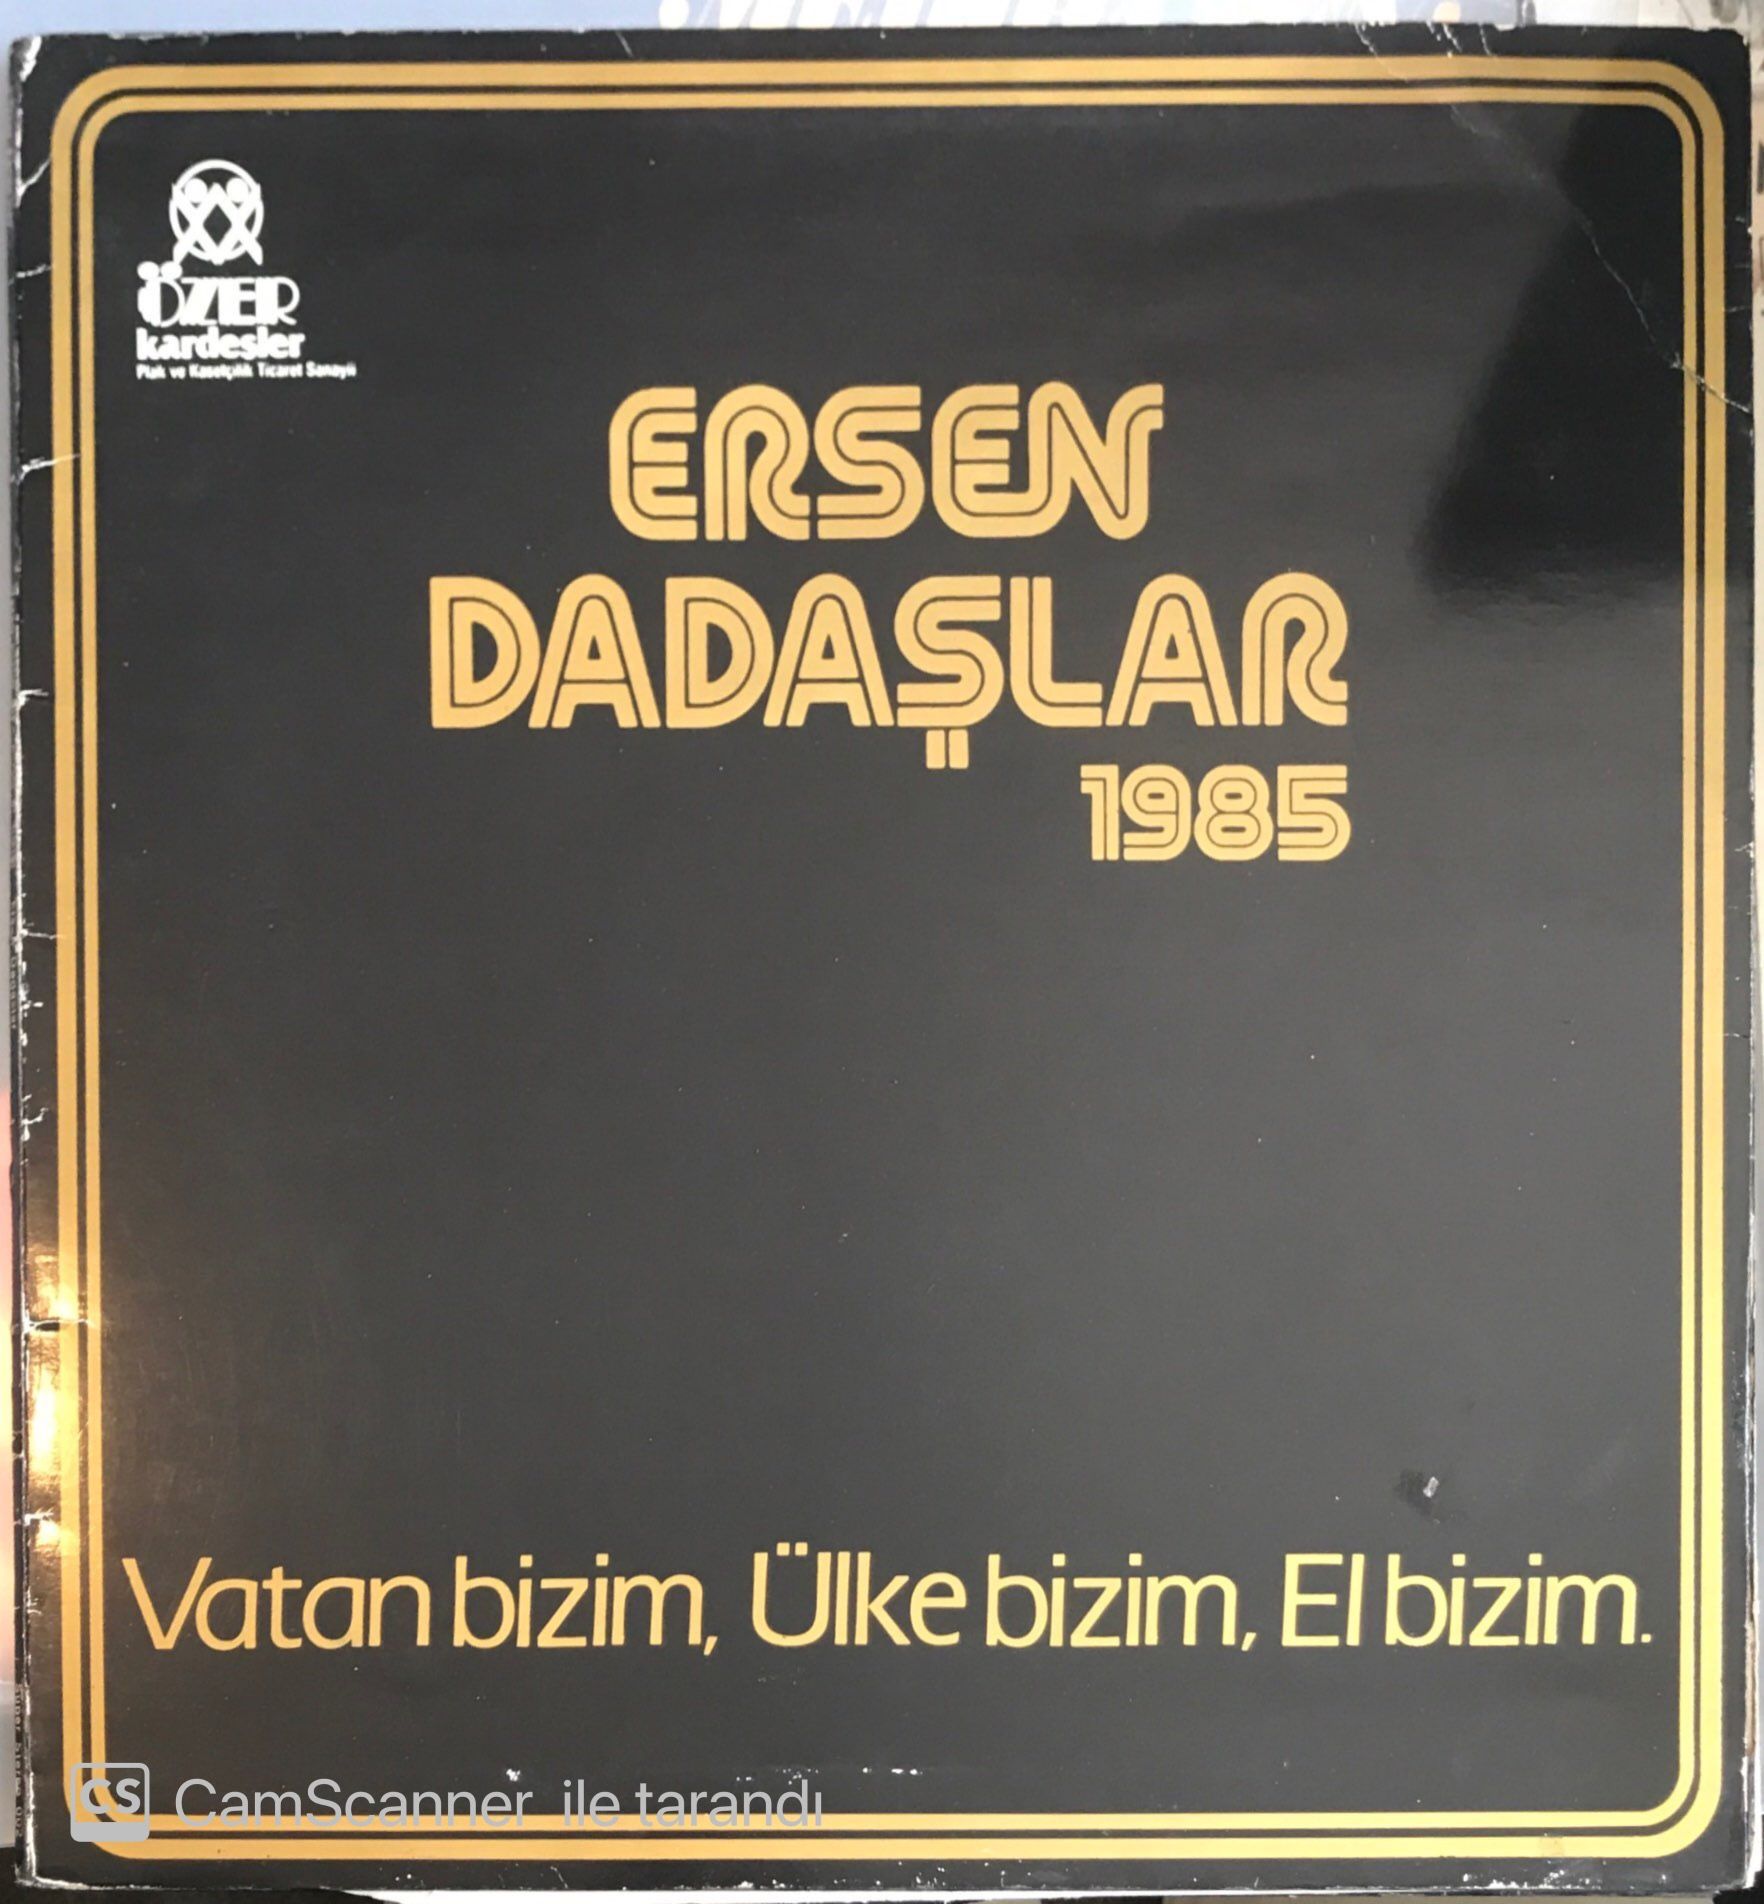 ÖZER
kardeşler
Plak ve Kasetçilik Ticaret Sanayii
ERSEN
DADAŞLAR
1985
Vatan bizim, Ülke bizim, El bizim.
CS CamScanner ile tarandı